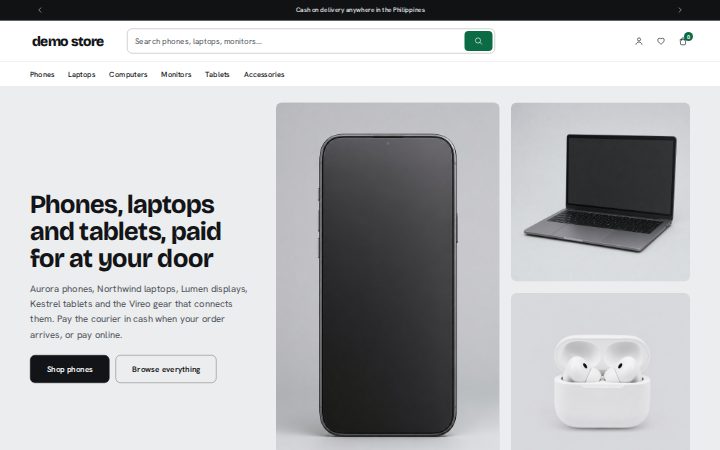 Cash on delivery anywhere in the Philippines
demo store
Search phones, laptops, monitors...
0
Phones
Laptops
Computers
Monitors
Tablets
Accessories
Phones, laptops
and tablets, paid
for at your door
Aurora phones, Northwind laptops, Lumen displays,
Kestrel tablets and the Vireo gear that connects
them. Pay the courier in cash when your order
arrives, or pay online.
Shop phones
Browse everything